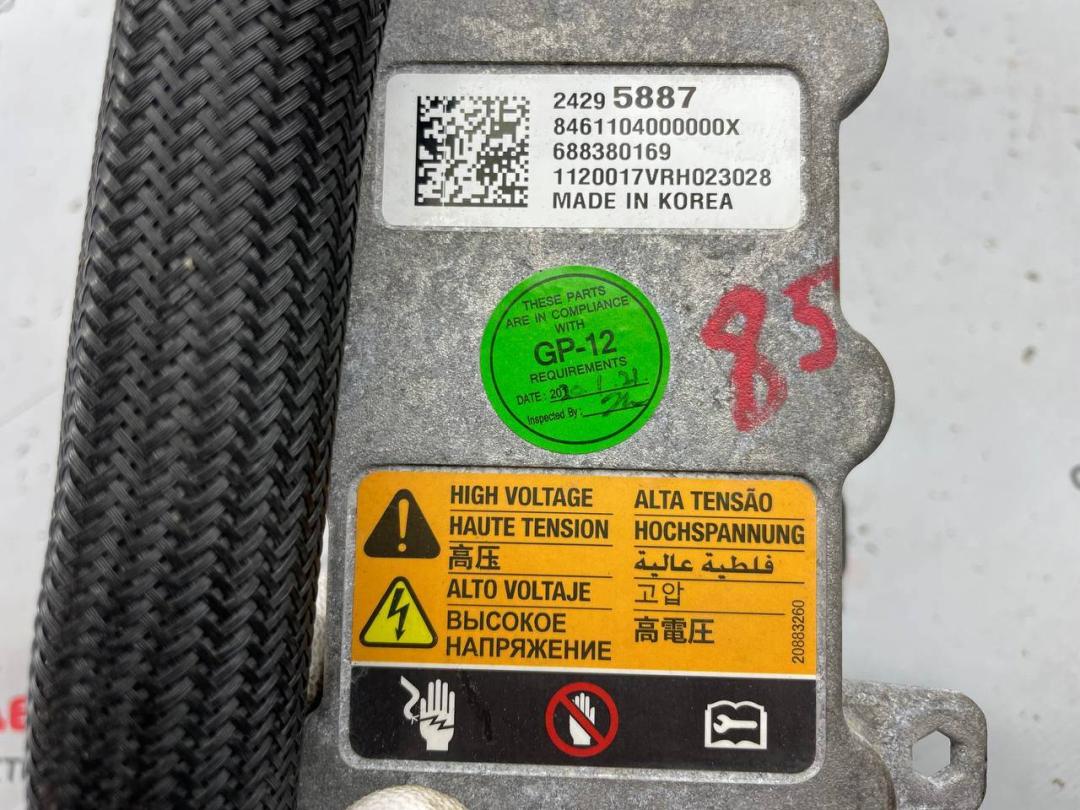 2429 5887
8461104000000X
688380169
1120017VRH023028
MADE IN KOREA
THESE PARTS
ARE IN COMPLIANCE
WITH
GP-12
REQUIREMENTS
DATE: 20
Inspected By:
85
HIGH VOLTAGE
HAUTE TENSION
高压
ALTO VOLTAJE
ВЫСОКОЕ
НАПРЯЖЕНИЕ
ALTA TENSÃO
HOCHSPANNUNG
فلطية عالية
고압
高電圧
20883260